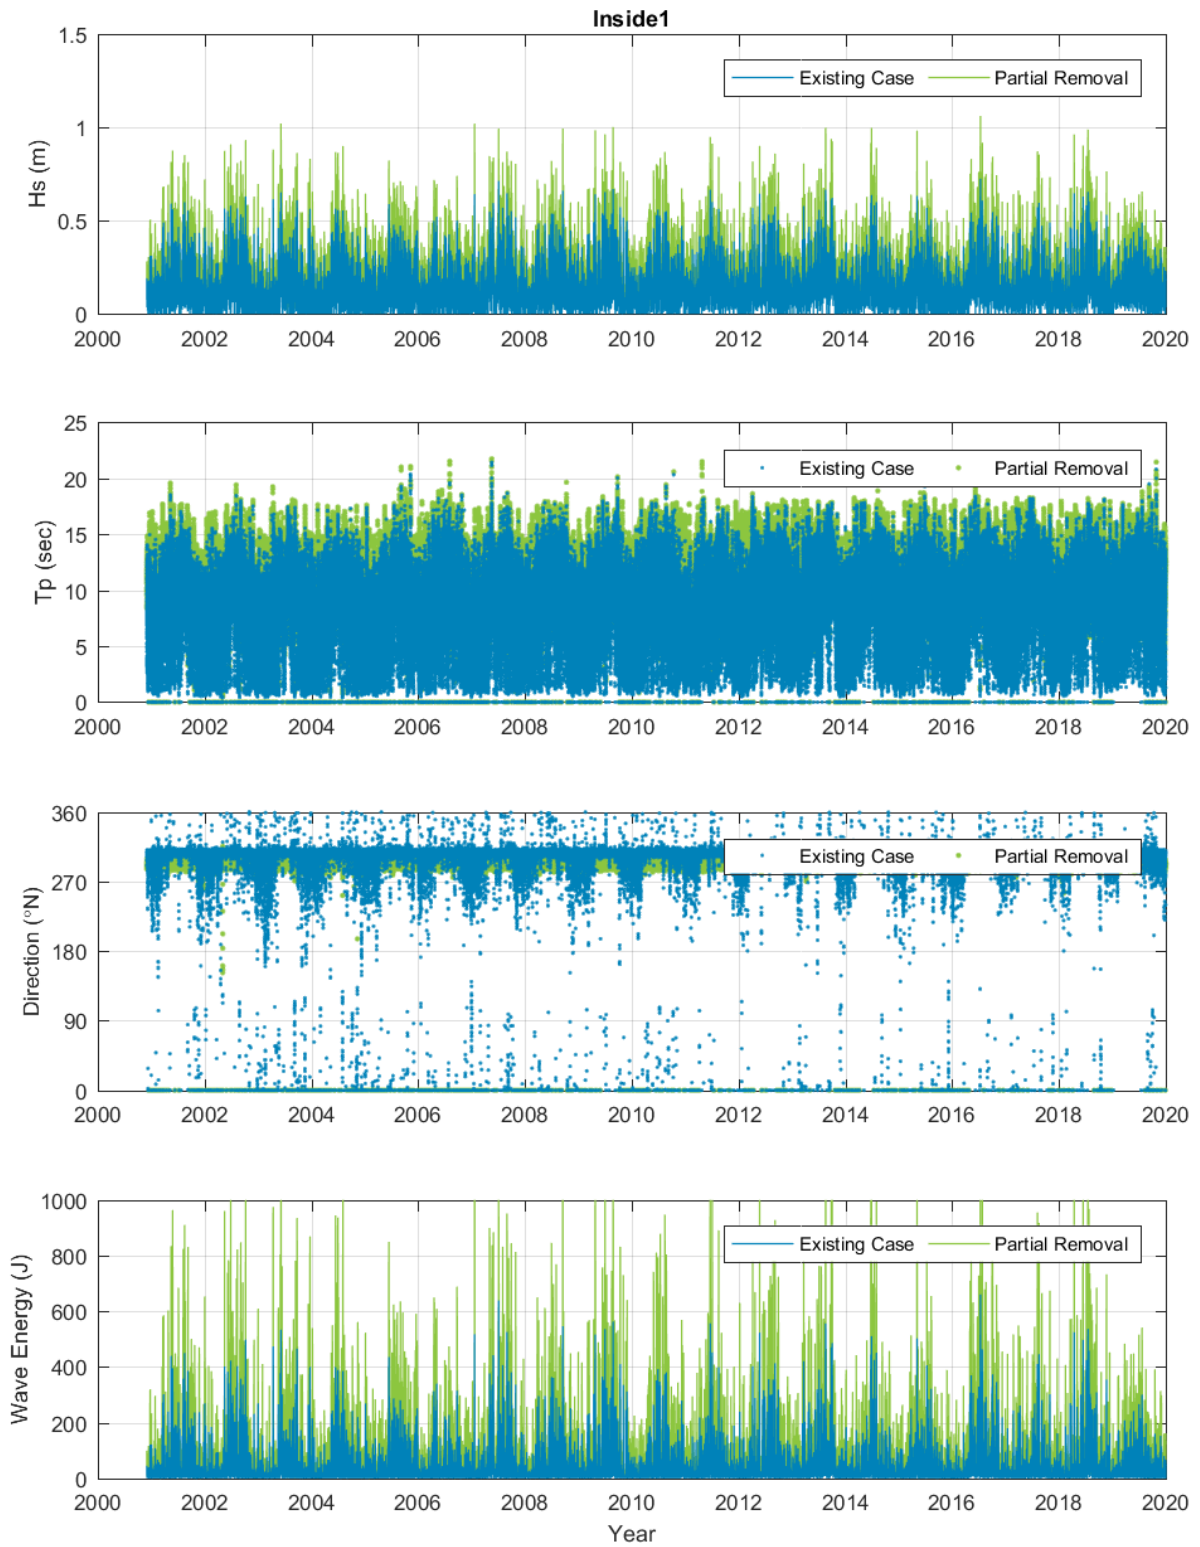 Inside1
1.5
1
0.5
0
Hs (m)
Existing Case
Partial Removal
2000 2002 2004 2006 2008 2010 2012 2014 2016 2018 2020
25
20
15
10
5
0
Tp (sec)
Existing Case
Partial Removal
2000 2002 2004 2006 2008 2010 2012 2014 2016 2018 2020
360
270
180
90
0
Direction (°N)
Existing Case
Partial Removal
2000 2002 2004 2006 2008 2010 2012 2014 2016 2018 2020
1000
800
600
400
200
0
Wave Energy (J)
Existing Case
Partial Removal
2000 2002 2004 2006 2008 2010 2012 2014 2016 2018 2020
Year